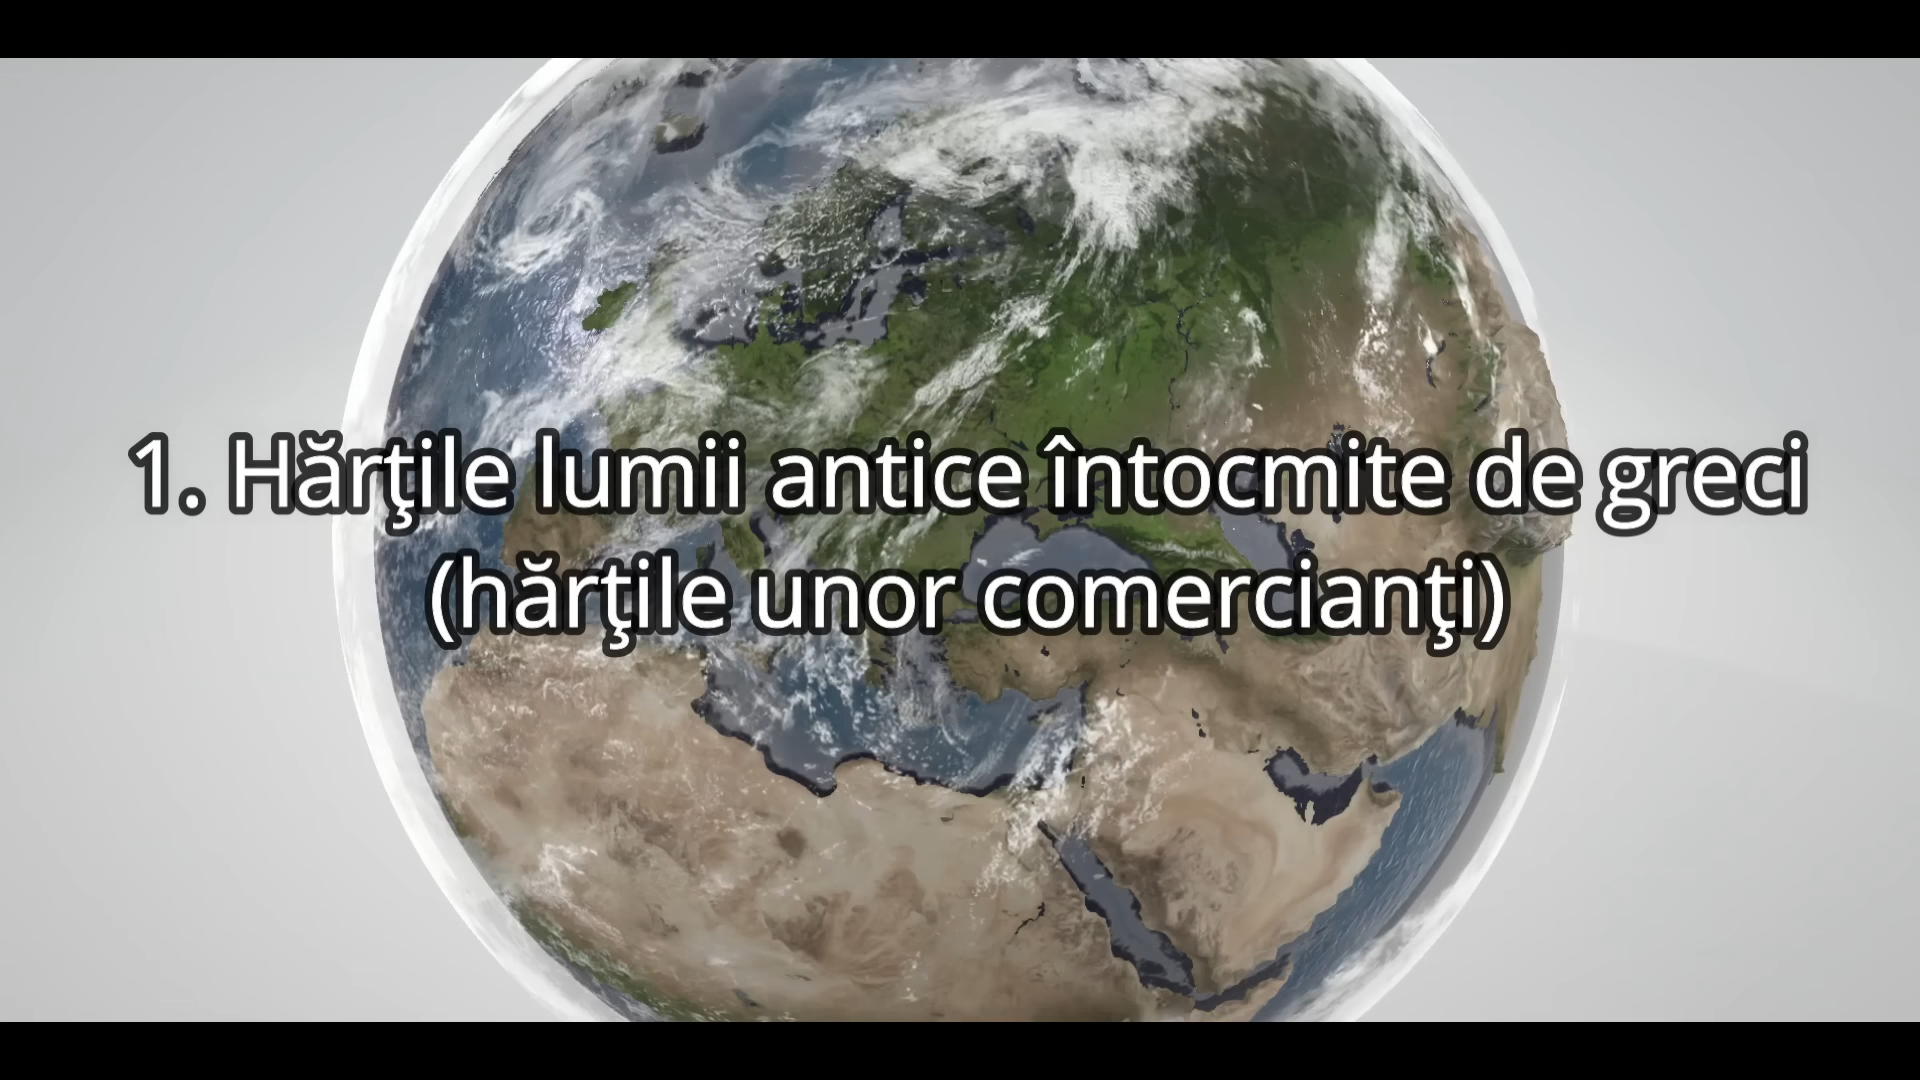 1. Hărţile lumii antice întocmite de greci
(hărţile unor comercianţi)